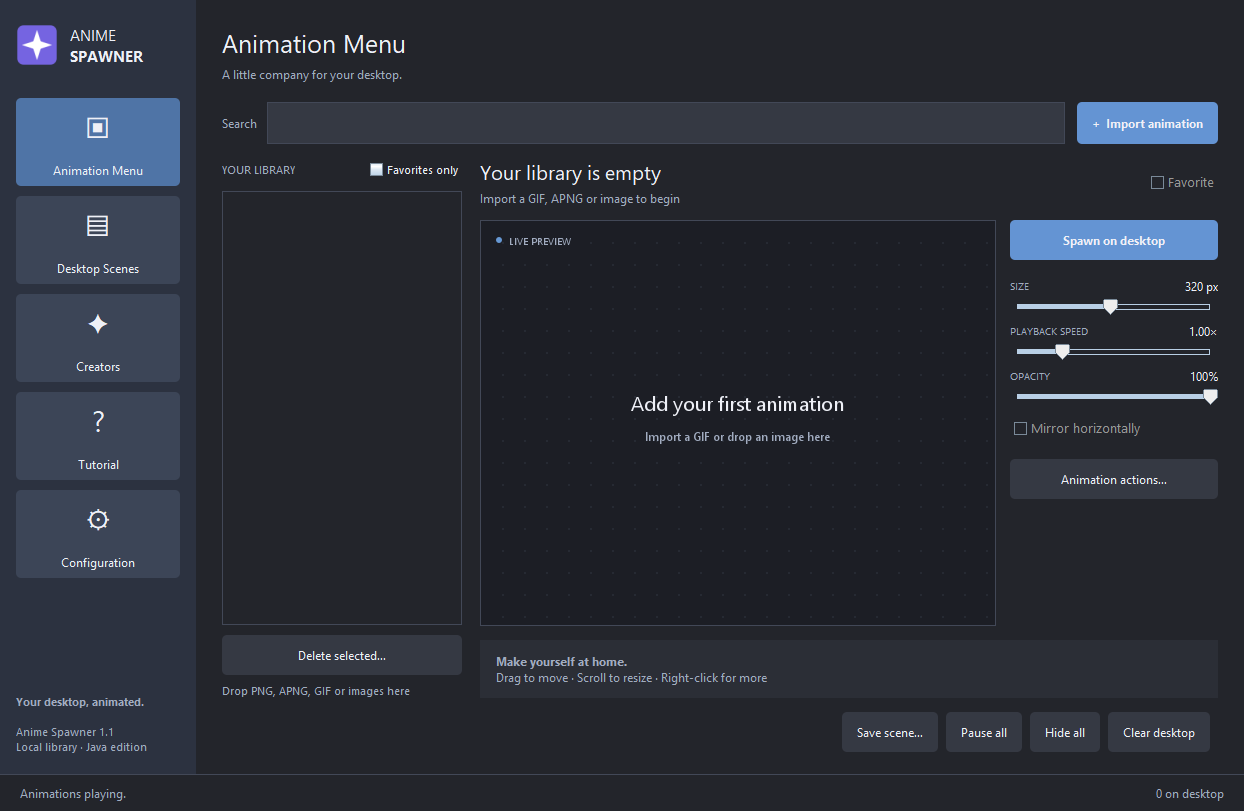 ANIME
SPAWNER
Animation Menu
Desktop Scenes
Creators
?
Tutorial
Configuration
Your desktop, animated.
Anime Spawner 1.1
Local library · Java edition
Animation Menu
A little company for your desktop.
Search
+ Import animation
YOUR LIBRARY
Favorites only
Your library is empty
Import a GIF, APNG or image to begin
Favorite
LIVE PREVIEW
Add your first animation
Import a GIF or drop an image here
Spawn on desktop
SIZE 320 px
PLAYBACK SPEED 1.00×
OPACITY 100%
Mirror horizontally
Animation actions...
Delete selected...
Drop PNG, APNG, GIF or images here
Make yourself at home.
Drag to move · Scroll to resize · Right-click for more
Save scene... Pause all Hide all Clear desktop
Animations playing. 0 on desktop